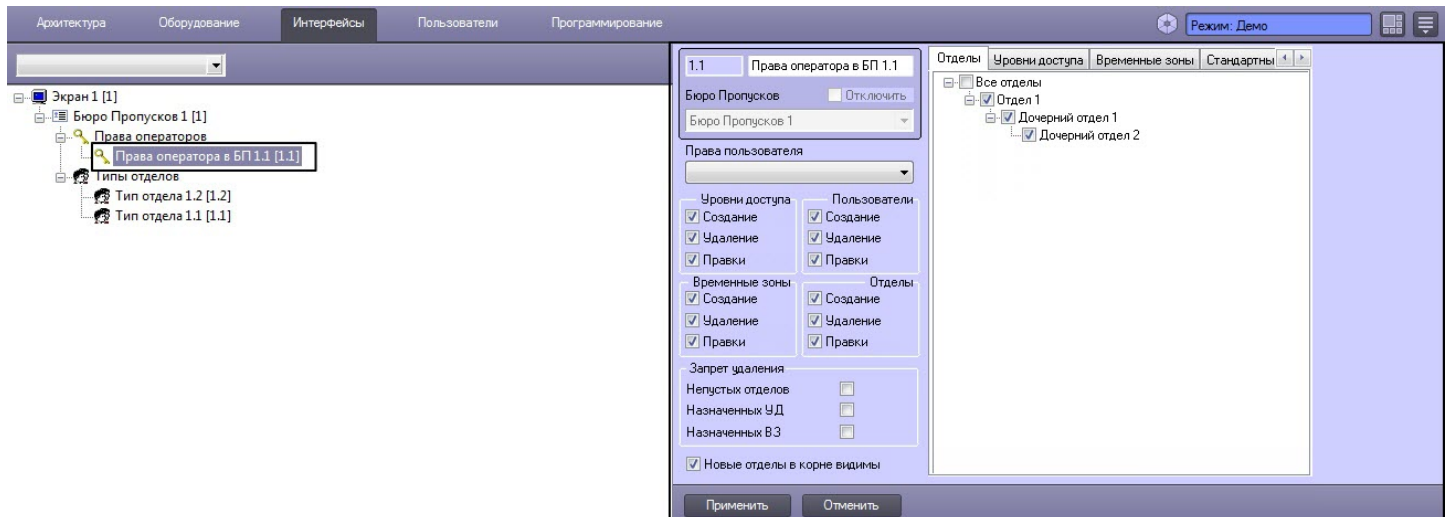 Архитектура Оборудование Интерфейсы Пользователи Программирование Режим: Демо
Экран 1 [1]
Бюро Пропусков 1 [1]
Права операторов
Права оператора в БП 1.1 [1.1]
Типы отделов
Тип отдела 1.2 [1.2]
Тип отдела 1.1 [1.1]
1.1 Права оператора в БП 1.1
Бюро Пропусков Отключить
Бюро Пропусков 1
Права пользователя
Уровни доступа Пользователи
Создание Создание
Удаление Удаление
Правки Правки
Временные зоны Отделы
Создание Создание
Удаление Удаление
Правки Правки
Запрет удаления
Непустых отделов
Назначенных УД
Назначенных ВЗ
Новые отделы в корне видимы
Отделы Уровни доступа Временные зоны Стандартны
Все отделы
Отдел 1
Дочерний отдел 1
Дочерний отдел 2
Применить Отменить